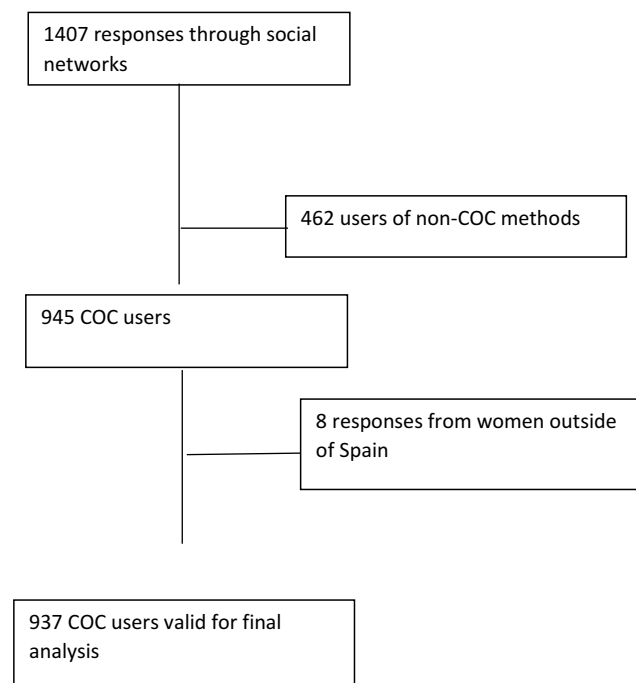 1407 responses through social
networks
462 users of non-COC methods
945 COC users
8 responses from women outside
of Spain
937 COC users valid for final
analysis